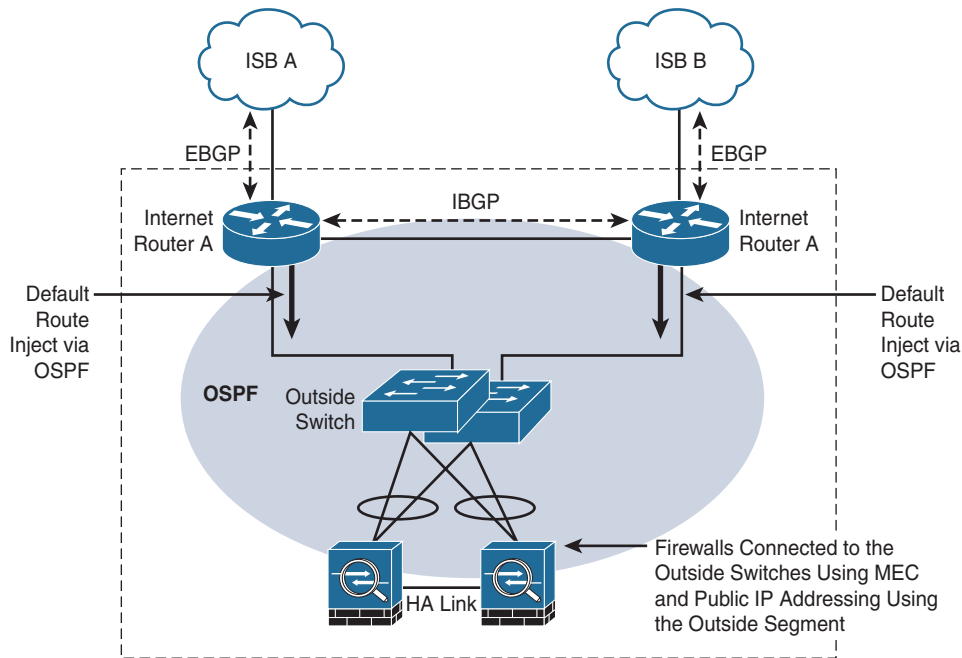 ISB A
ISB B
EBGP
EBGP
IBGP
Internet
Router A
Internet
Router A
Default
Route
Inject via
OSPF
Default
Route
Inject via
OSPF
OSPF
Outside
Switch
HA Link
Firewalls Connected to the
Outside Switches Using MEC
and Public IP Addressing Using
the Outside Segment